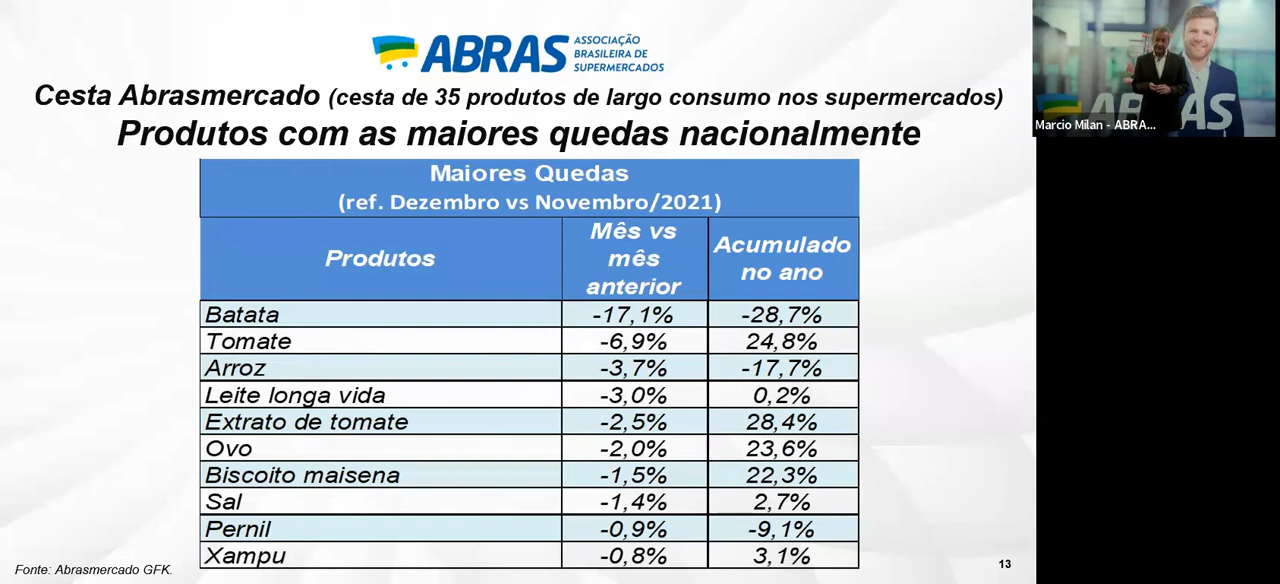 ABRAS
ASSOCIAÇÃO
BRASILEIRA DE
SUPERMERCADOS
Cesta Abrasmercado (cesta de 35 produtos de largo consumo nos supermercados)
Produtos com as maiores quedas nacionalmente
Maiores Quedas
(ref. Dezembro vs Novembro/2021)
Produtos
Mês vs
mês
anterior
Acumulado
no ano
Batata -17,1% -28,7%
Tomate -6,9% 24,8%
Arroz -3,7% -17,7%
Leite longa vida -3,0% 0,2%
Extrato de tomate -2,5% 28,4%
Ovo -2,0% 23,6%
Biscoito maisena -1,5% 22,3%
Sal -1,4% 2,7%
Pernil -0,9% -9,1%
Xampu -0,8% 3,1%
Fonte: Abrasmercado GFK.
13
AB AS
Marcio Milan - ABRA...